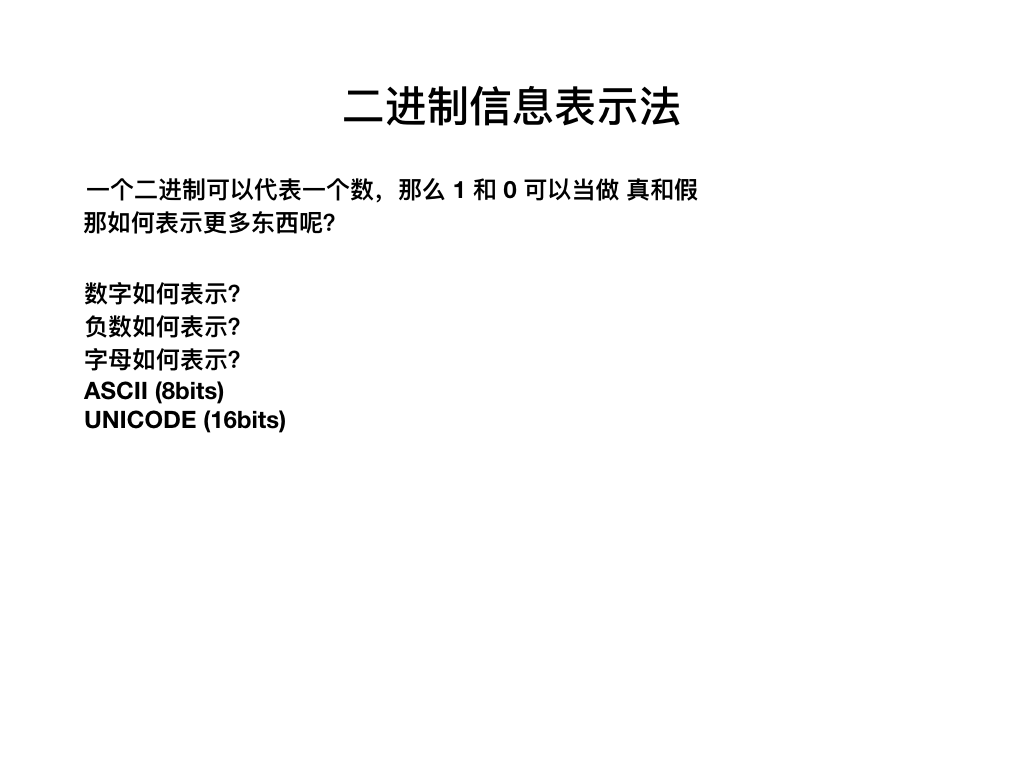 二进制信息表示法
一个二进制可以代表一个数，那么 1 和 0 可以当做 真和假
那如何表示更多东西呢？
数字如何表示？
负数如何表示？
字母如何表示？
ASCII (8bits)
UNICODE (16bits)